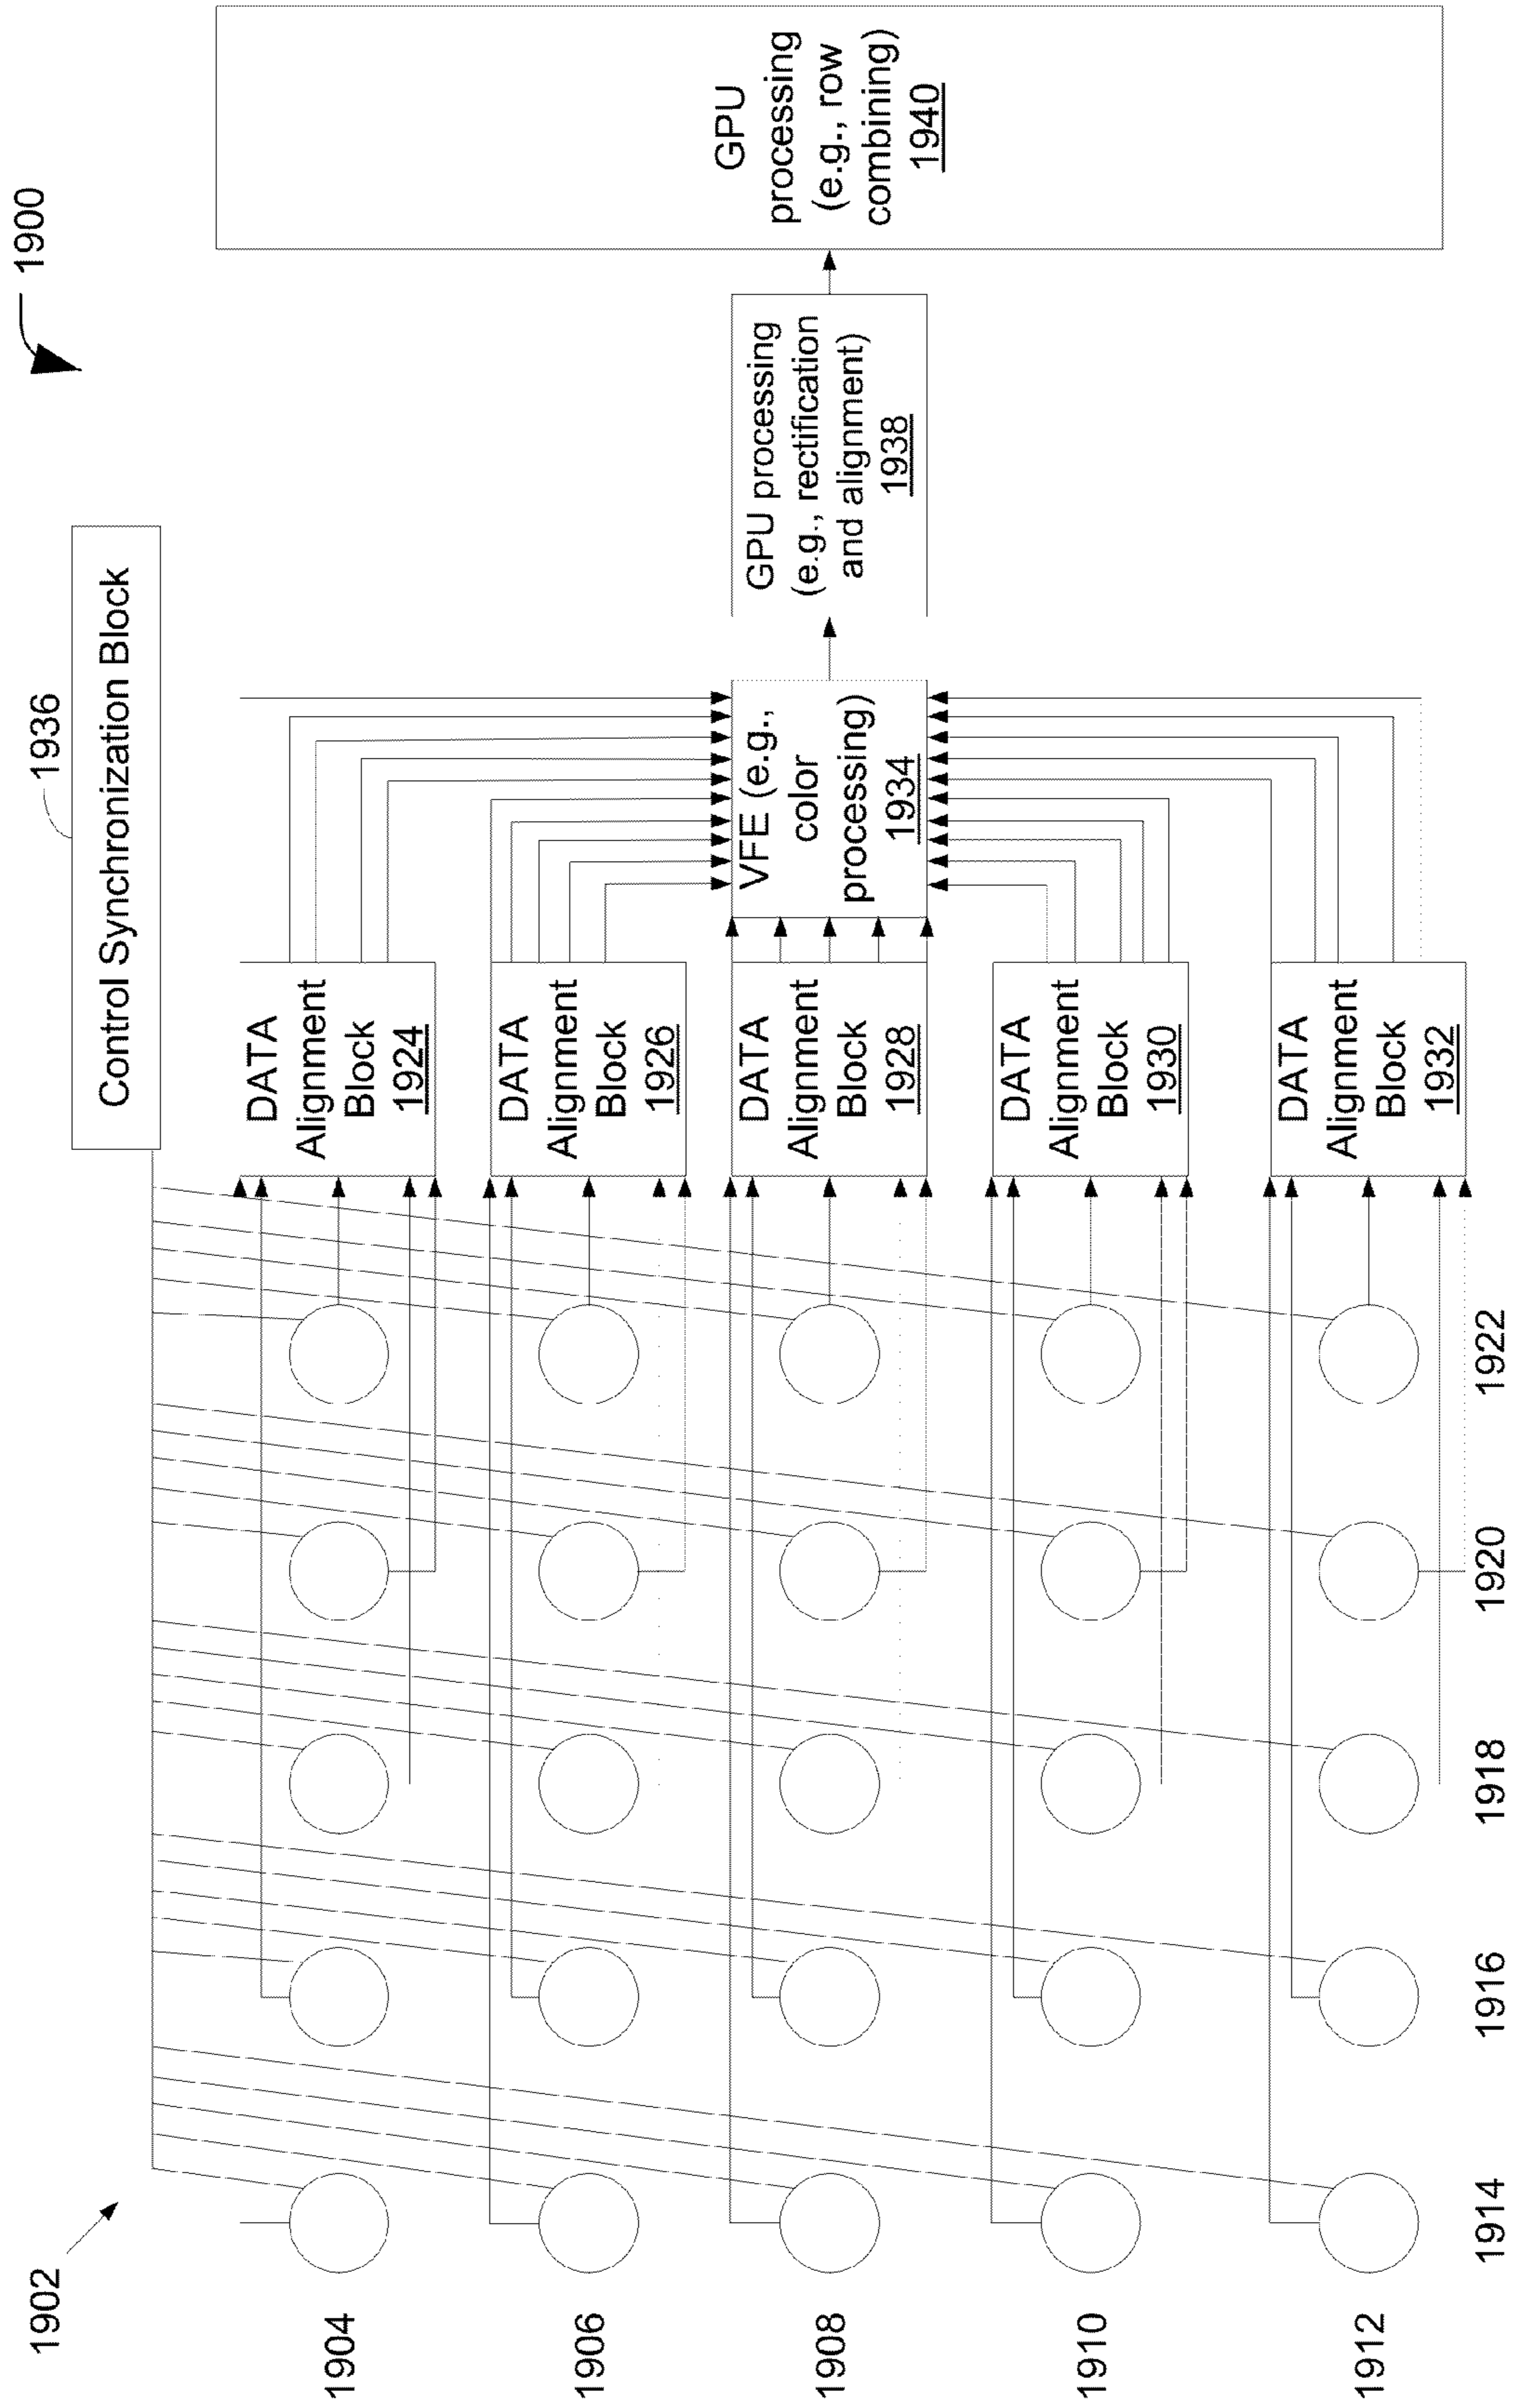 1900
1902
1936
Control Synchronization Block
1904
1906
1908
1910
1912
1914
1916
1918
1920
1922
DATA
Alignment
Block
1924
DATA
Alignment
Block
1926
DATA
Alignment
Block
1928
DATA
Alignment
Block
1930
DATA
Alignment
Block
1932
VFE (e.g.,
color
processing)
1934
GPU processing
(e.g., rectification
and alignment)
1938
GPU
processing
(e.g., row
combining)
1940